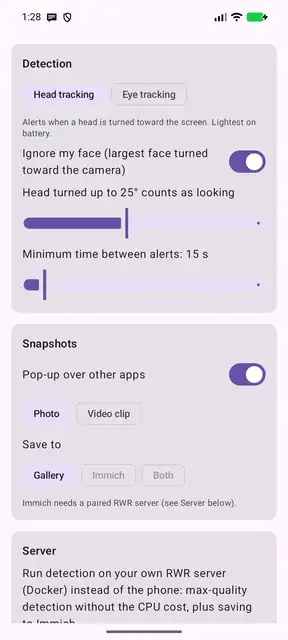 1:28
Detection
Head tracking
Eye tracking
Alerts when a head is turned toward the screen. Lightest on
battery.
Ignore my face (largest face turned
toward the camera)
Head turned up to 25° counts as looking
Minimum time between alerts: 15 s
Snapshots
Pop-up over other apps
Photo
Video clip
Save to
Gallery
Immich
Both
Immich needs a paired RWR server (see Server below).
Server
Run detection on your own RWR server
(Docker) instead of the phone: max-quality
detection without the CPU cost, plus saving
to Immich